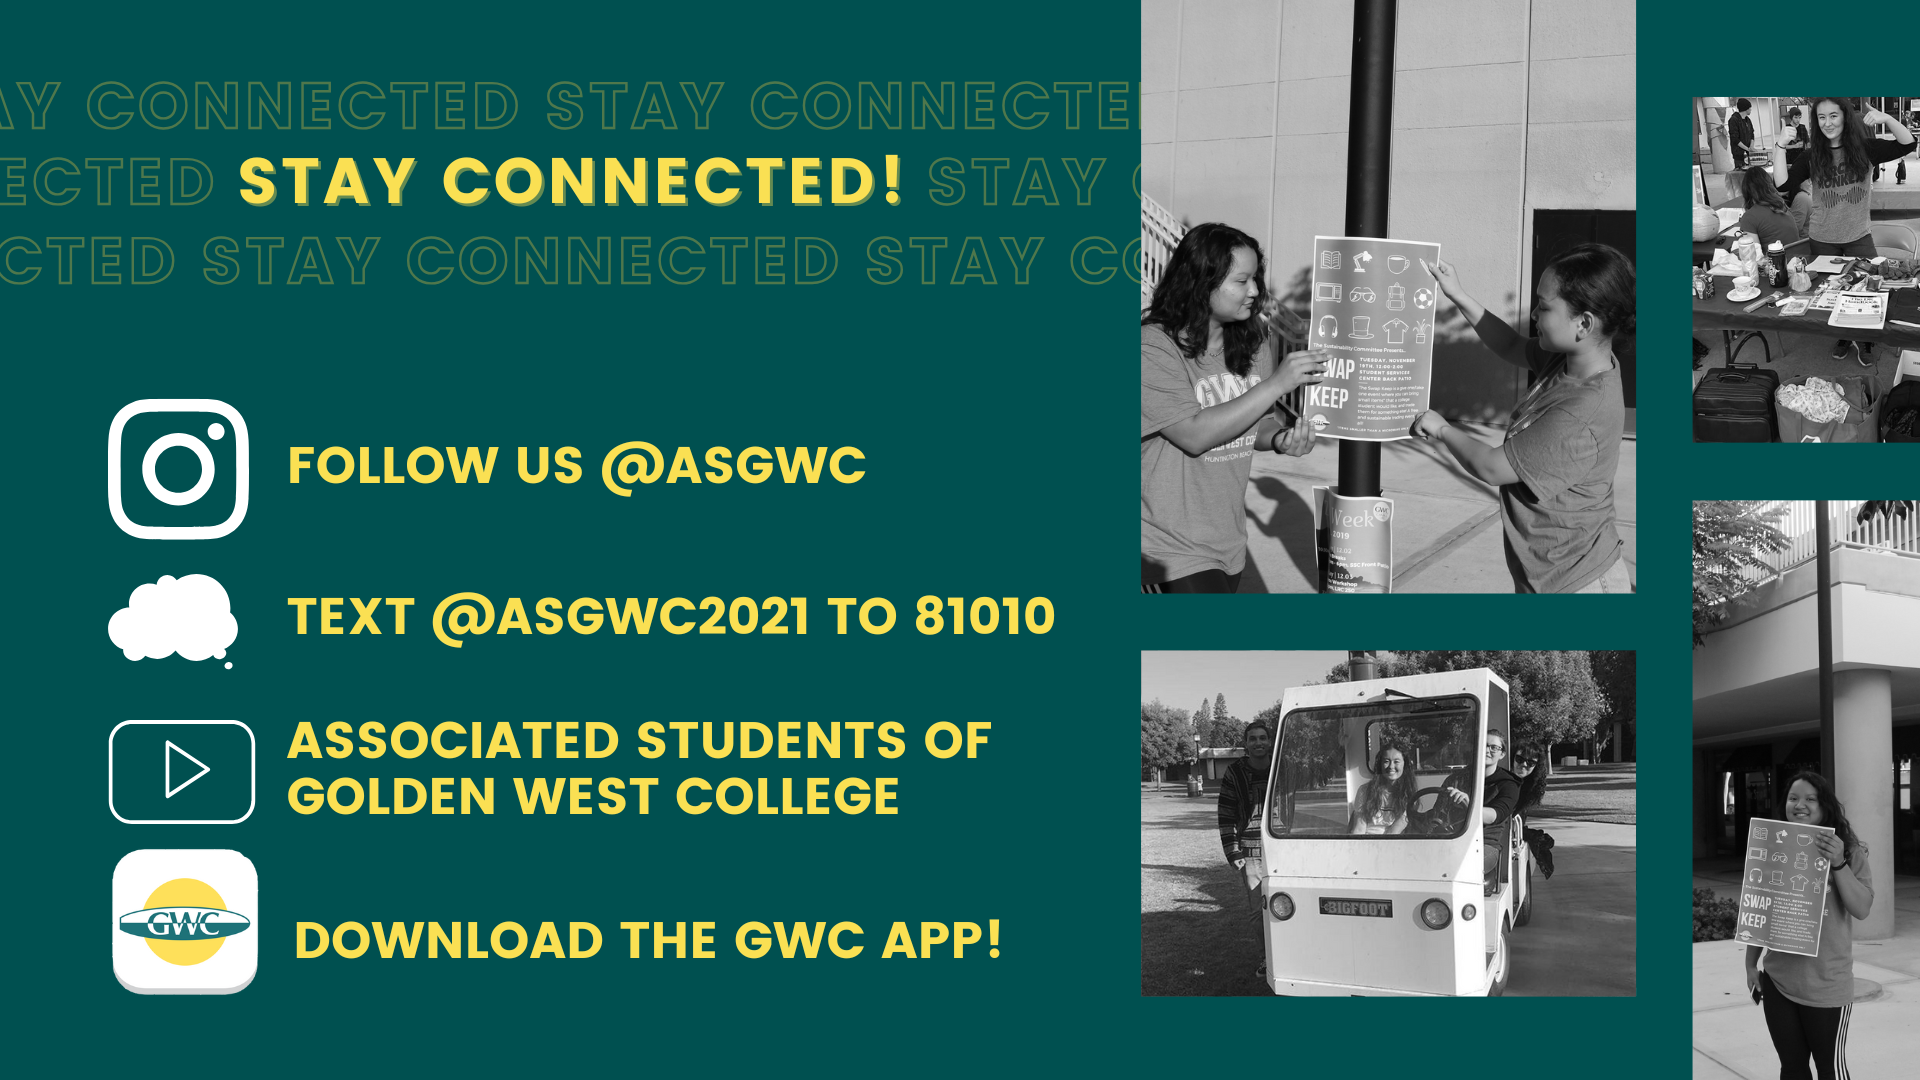 AY CONNECTED STAY CONNECTE
ECTED STAY CONNECTED! STAY
CTED STAY CONNECTED STAY CO
FOLLOW US @ASGWC
TEXT @ASGWC2021 TO 81010
ASSOCIATED STUDENTS OF
GOLDEN WEST COLLEGE
GWC
DOWNLOAD THE GWC APP!
The Sustainability Committee Presents...
SWAP
KEEP
TUESDAY, NOVEMBER
19TH, 12:00-2:00
STUDENT SERVICES
CENTER BACK PATIO
GWC
Week
2019
BIGFOOT
SWAP
KEEP